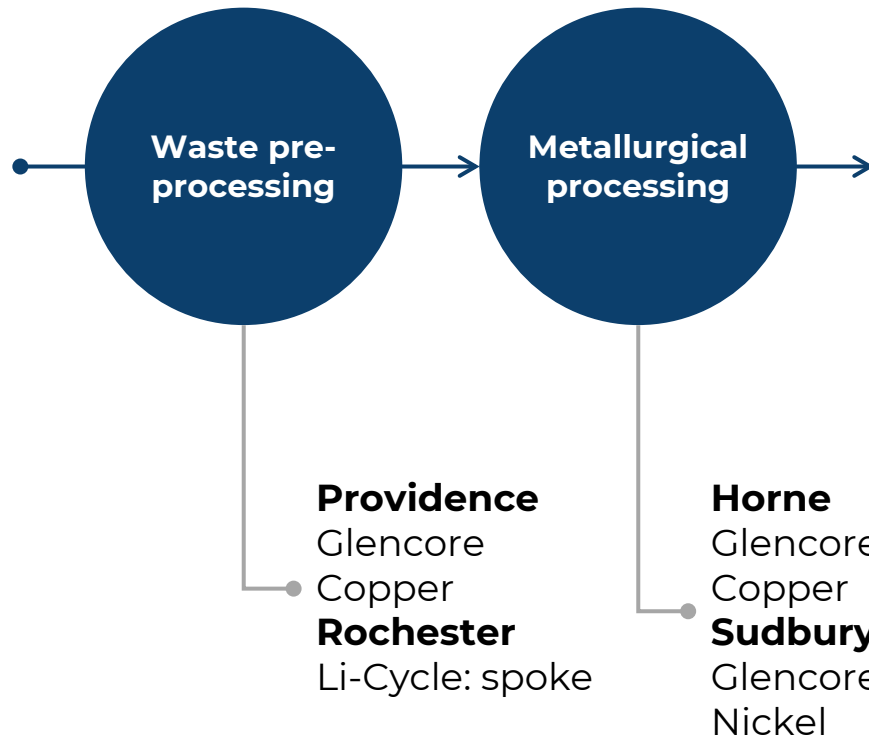 Waste pre-
processing
Metallurgical
processing
Providence
Glencore
Copper
Rochester
Li-Cycle: spoke
Horne
Glencore
Copper
Sudbury
Glencore
Nickel